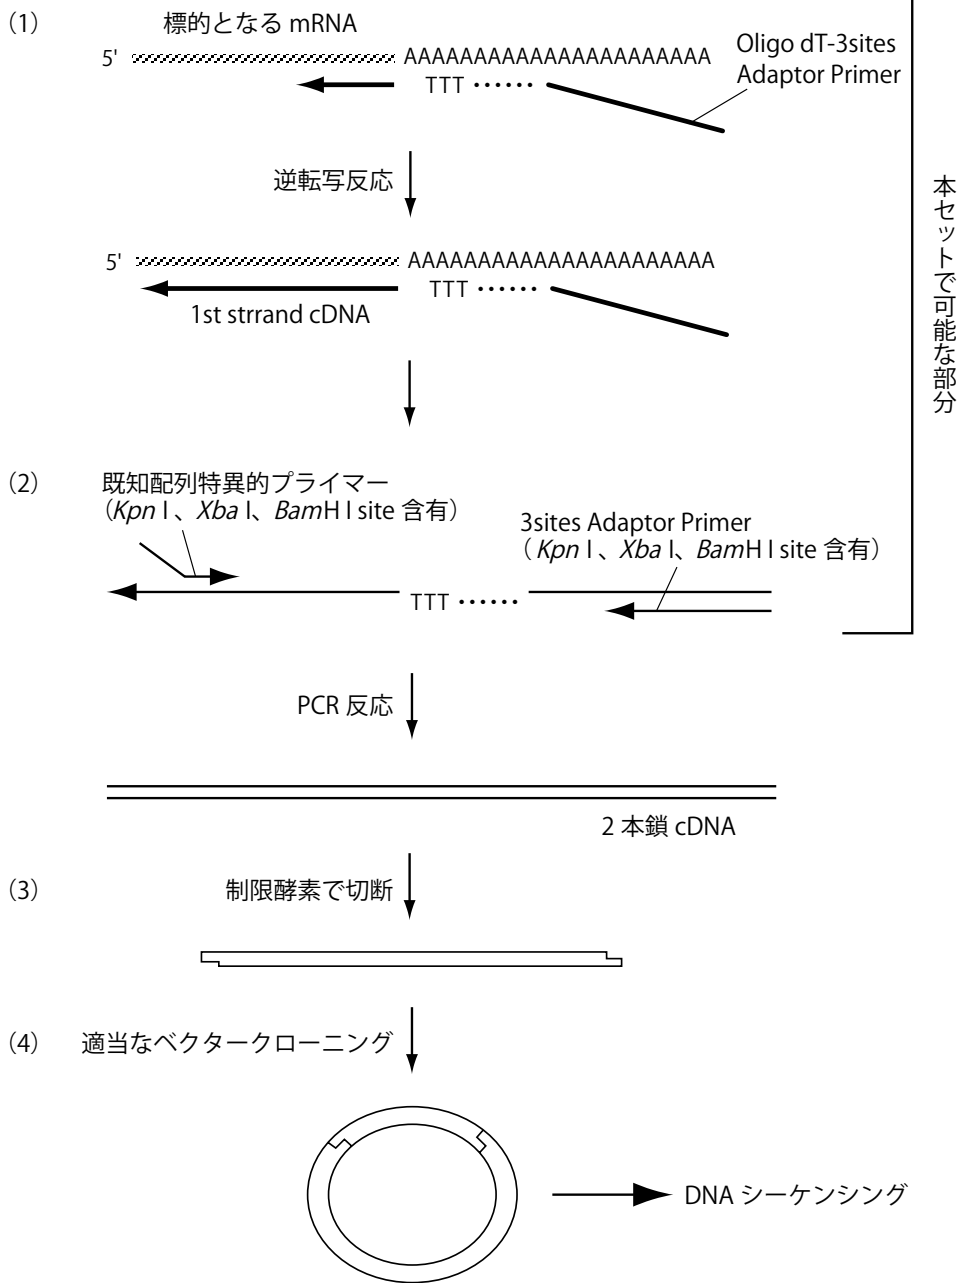 (1)
標的となる mRNA
5'
AAAAAAAAAAAAAAAAAAAAAA
TTT ······
Oligo dT-3sites
Adaptor Primer
逆転写反応
5'
AAAAAAAAAAAAAAAAAAAAAA
TTT ······
1st strrand cDNA
本セットで可能な部分
(2)
既知配列特異的プライマー
（Kpn I 、Xba I、BamH I site 含有）
3sites Adaptor Primer
（ Kpn I 、Xba I、BamH I site 含有）
TTT ······
PCR 反応
2 本鎖 cDNA
(3)
制限酵素で切断
(4)
適当なベクタークローニング
DNA シーケンシング